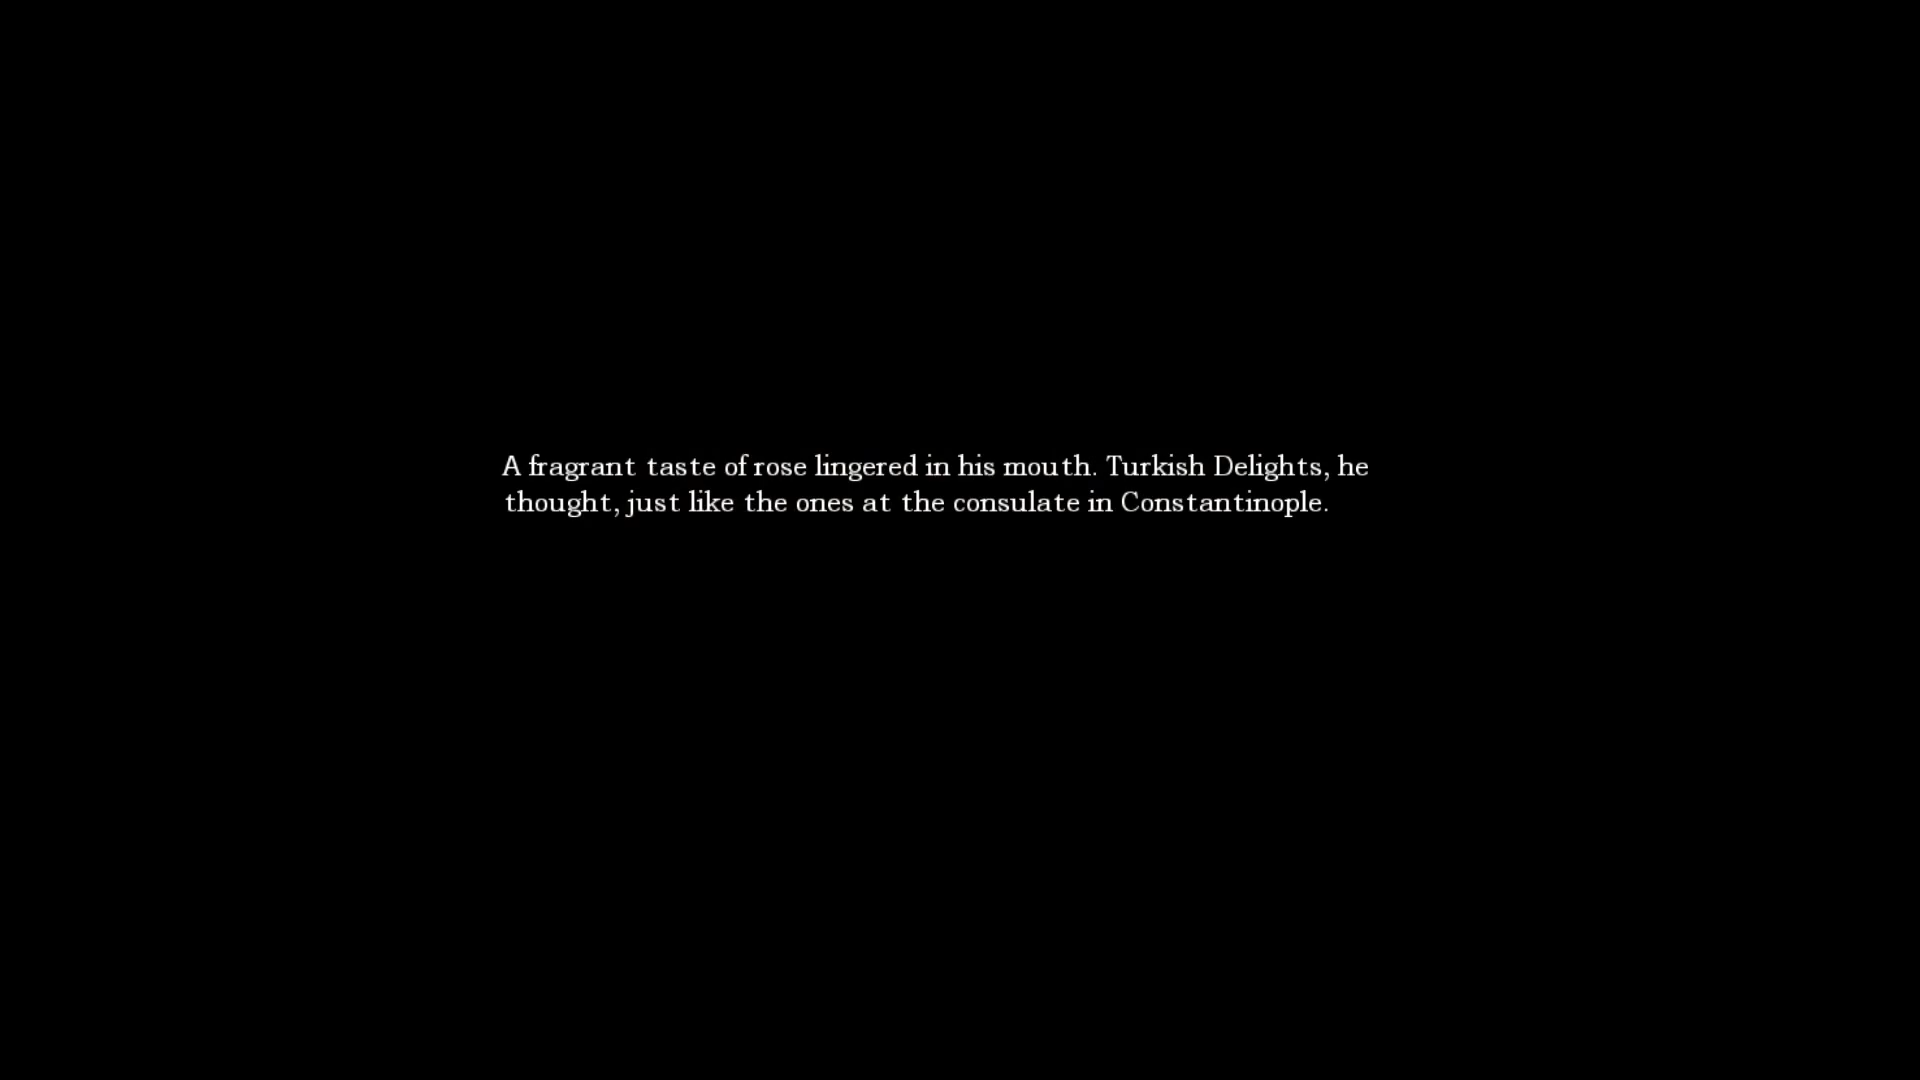 A fragrant taste of rose lingered in his mouth. Turkish Delights, he
thought, just like the ones at the consulate in Constantinople.